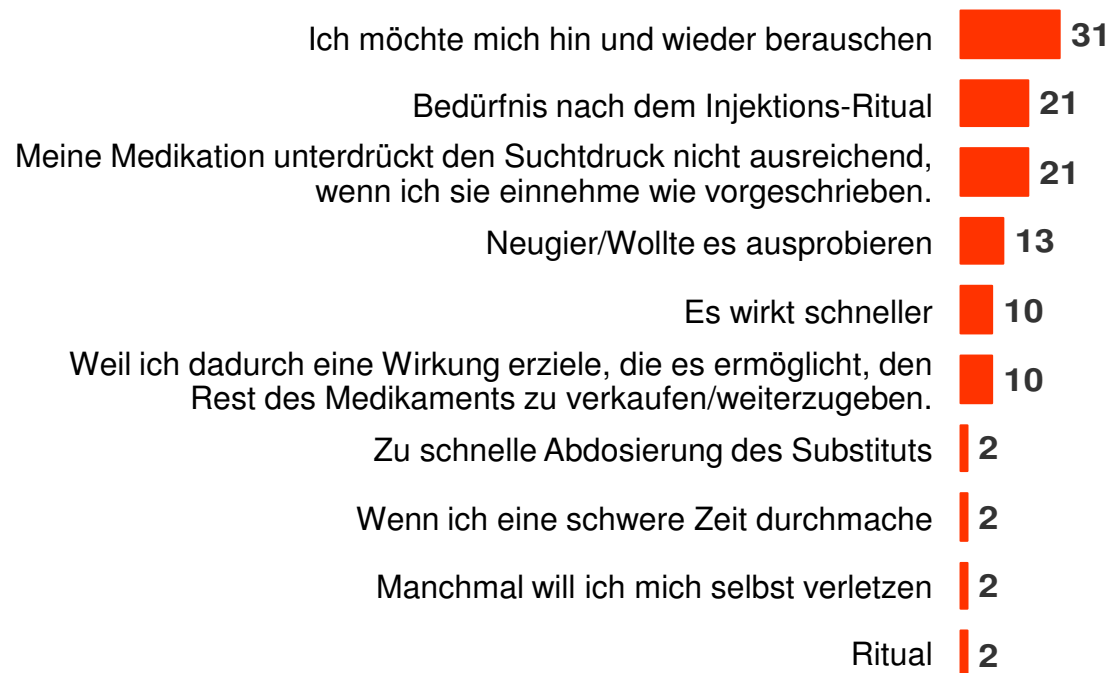 Ich möchte mich hin und wieder berauschen 31
Bedürfnis nach dem Injektions-Ritual 21
Meine Medikation unterdrückt den Suchtdruck nicht ausreichend,
wenn ich sie einnehme wie vorgeschrieben. 21
Neugier/Wollte es ausprobieren 13
Es wirkt schneller 10
Weil ich dadurch eine Wirkung erziele, die es ermöglicht, den
Rest des Medikaments zu verkaufen/weiterzugeben. 10
Zu schnelle Abdosierung des Substituts 2
Wenn ich eine schwere Zeit durchmache 2
Manchmal will ich mich selbst verletzen 2
Ritual 2